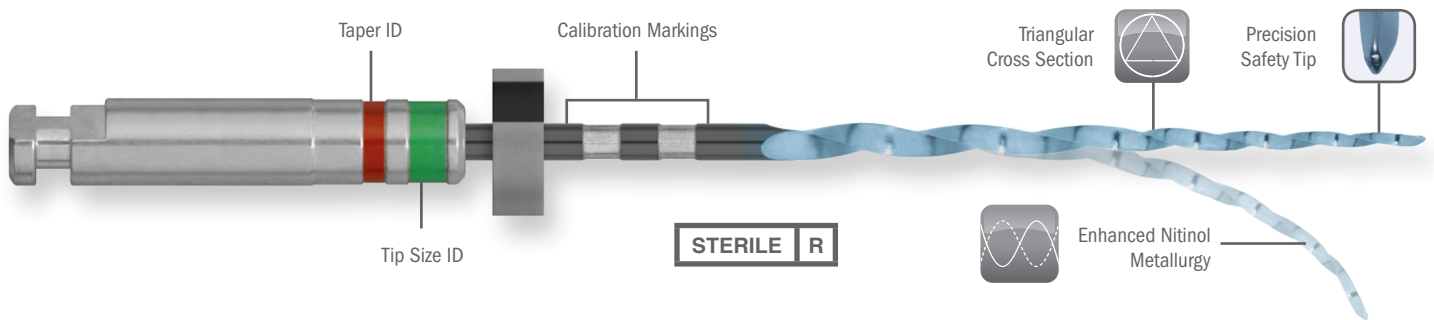 Taper ID
Calibration Markings
Triangular
Cross Section
Precision
Safety Tip
Tip Size ID
STERILE R
Enhanced Nitinol
Metallurgy